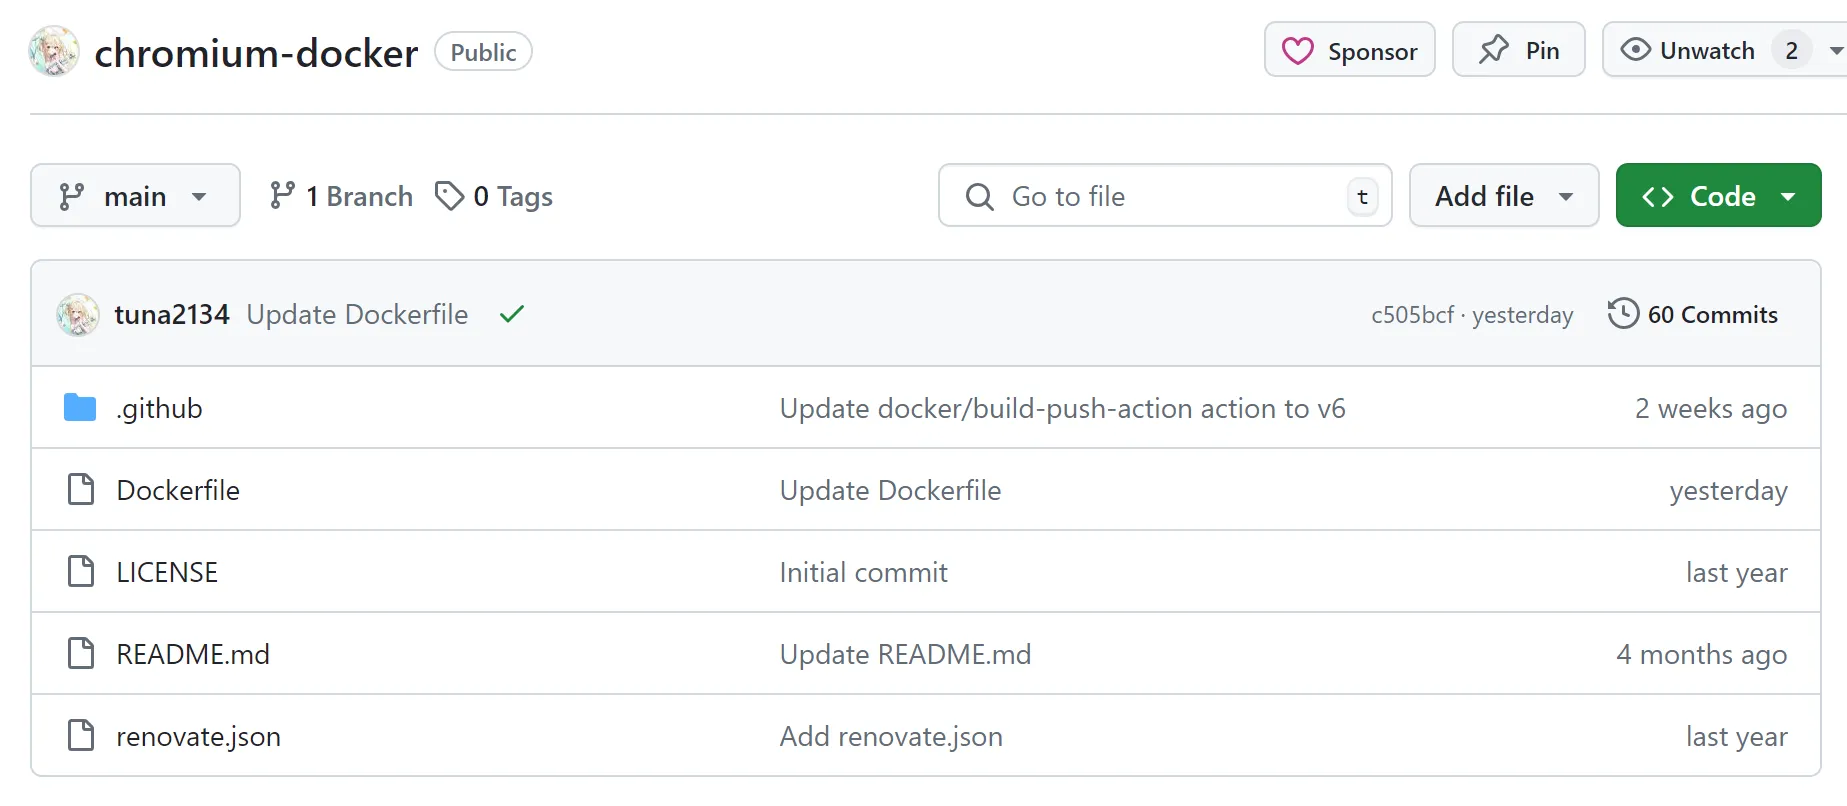 chromium-docker Public Sponsor Pin Unwatch 2
main 1 Branch 0 Tags Go to file t Add file Code
tuna2134 Update Dockerfile c505bcf · yesterday 60 Commits
.github Update docker/build-push-action action to v6 2 weeks ago
Dockerfile Update Dockerfile yesterday
LICENSE Initial commit last year
README.md Update README.md 4 months ago
renovate.json Add renovate.json last year